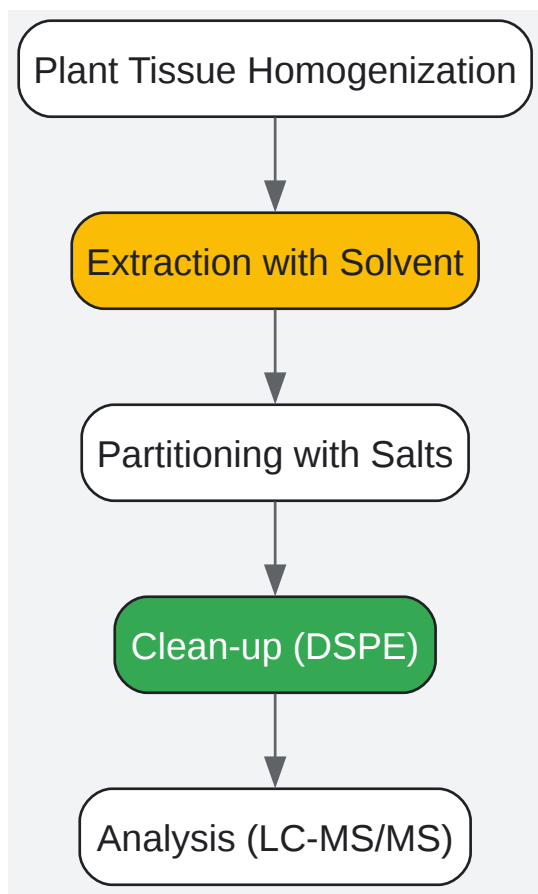 Plant Tissue Homogenization
Extraction with Solvent
Partitioning with Salts
Clean-up (DSPE)
Analysis (LC-MS/MS)